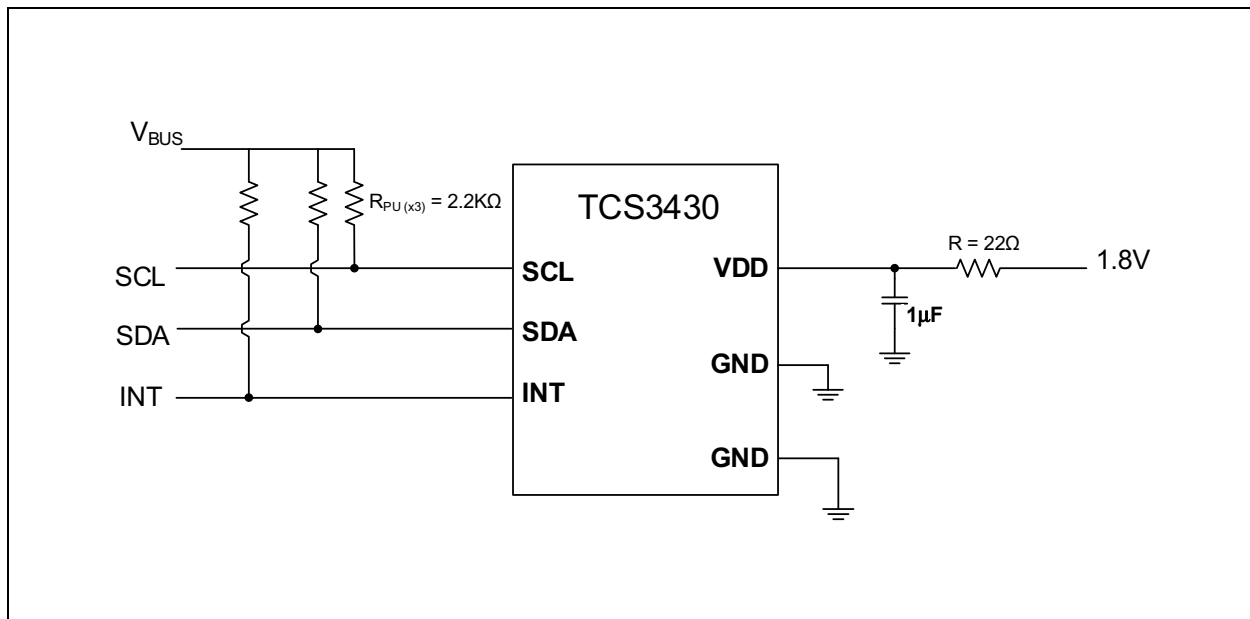 VBUS
RPU (x3) = 2.2KΩ
TCS3430
R = 22Ω
SCL
SCL
VDD
1.8V
1µF
SDA
SDA
GND
INT
INT
GND